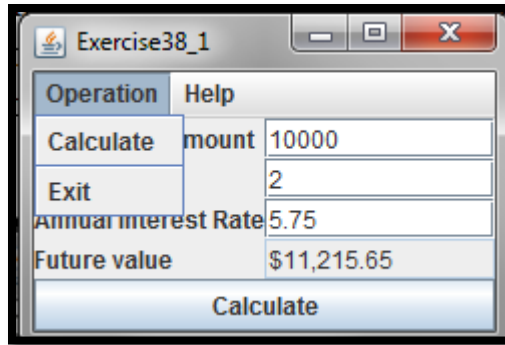 Exercise38_1
Operation Help
Calculate mount 10000
Exit 2
Annual Interest Rate 5.75
Future value $11,215.65
Calculate